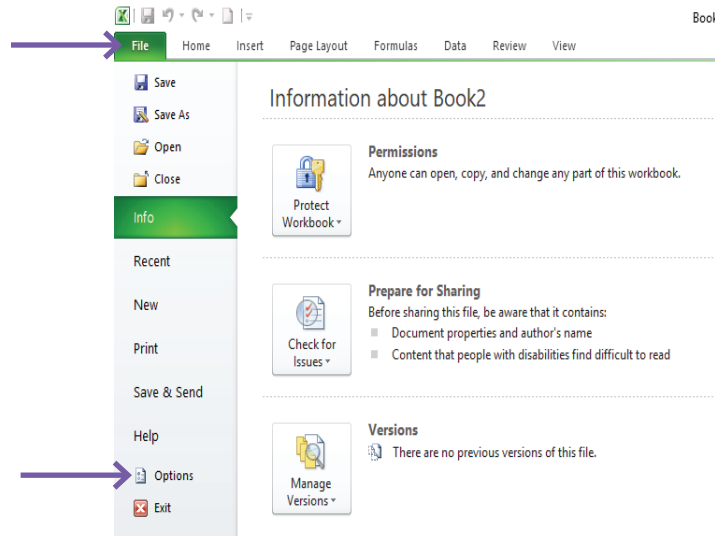 Book
File Home Insert Page Layout Formulas Data Review View
Save
Save As
Open
Close
Info
Recent
New
Print
Save & Send
Help
Options
Exit
Information about Book2
Protect
Workbook
Permissions
Anyone can open, copy, and change any part of this workbook.
Check for
Issues
Prepare for Sharing
Before sharing this file, be aware that it contains:
Document properties and author's name
Content that people with disabilities find difficult to read
Manage
Versions
Versions
There are no previous versions of this file.